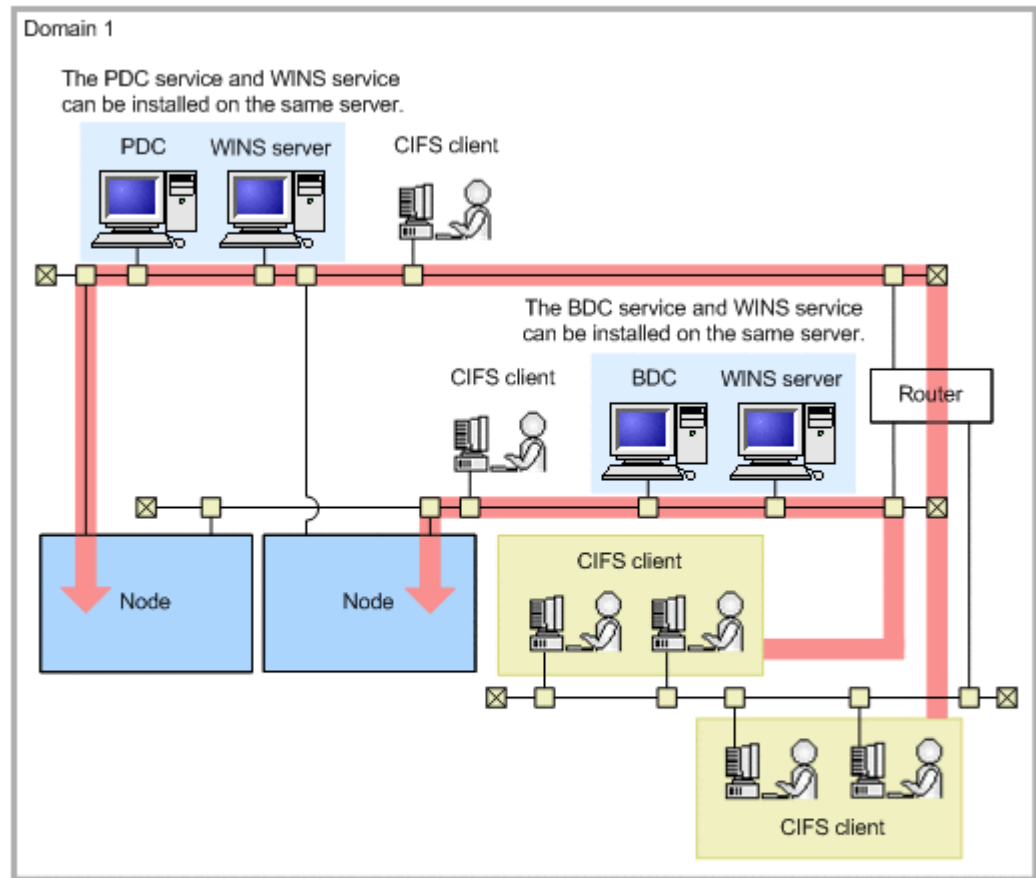 Domain 1
The PDC service and WINS service
can be installed on the same server.
PDC
WINS server
CIFS client
The BDC service and WINS service
can be installed on the same server.
CIFS client
BDC
WINS server
Router
Node
Node
CIFS client
CIFS client